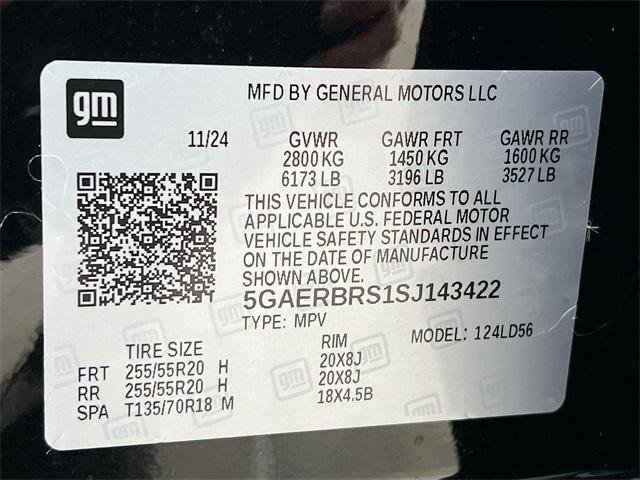 gm
MFD BY GENERAL MOTORS LLC
11/24 GVWR GAWR FRT GAWR RR
2800 KG 1450 KG 1600 KG
6173 LB 3196 LB 3527 LB
THIS VEHICLE CONFORMS TO ALL
APPLICABLE U.S. FEDERAL MOTOR
VEHICLE SAFETY STANDARDS IN EFFECT
ON THE DATE OF MANUFACTURE
SHOWN ABOVE.
5GAERBRS1SJ143422
TYPE: MPV MODEL: 124LD56
TIRE SIZE RIM
FRT 255/55R20 H 20X8J
RR 255/55R20 H 20X8J
SPA T135/70R18 M 18X4.5B